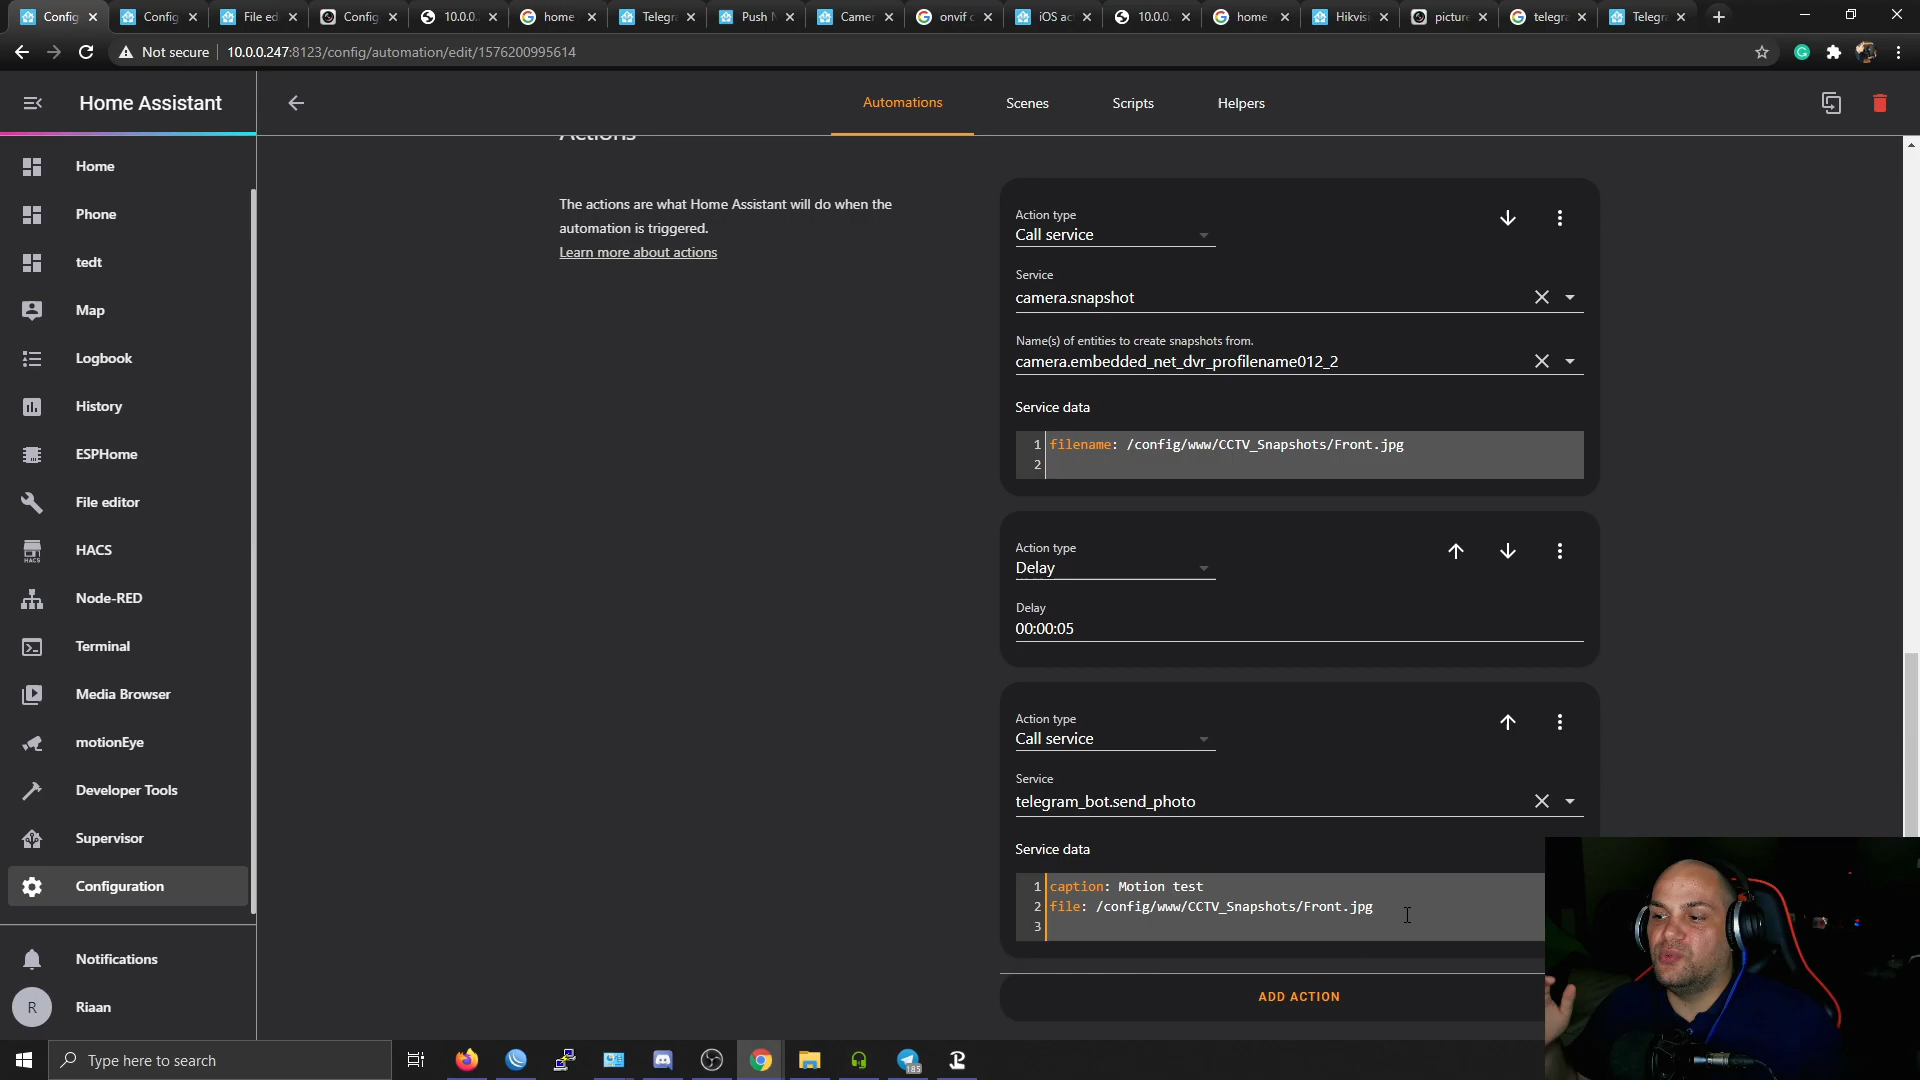 Config
Config
File ed
Config
10.0.0.
home
Telegra
Push N
Camer
onvif c
iOS ac
10.0.0.
home
Hikvisi
picture
telegra
Telegra
Not secure
10.0.0.247:8123/config/automation/edit/1576200995614
Home Assistant
Automations
Scenes
Scripts
Helpers
Home
Phone
tedt
Map
Logbook
History
ESPHome
File editor
HACS
HACS
Node-RED
Terminal
Media Browser
motionEye
Developer Tools
Supervisor
Configuration
Notifications
R
Riaan
Actions
The actions are what Home Assistant will do when the
automation is triggered.
Learn more about actions
Action type
Call service
Service
camera.snapshot
Name(s) of entities to create snapshots from.
camera.embedded_net_dvr_profilename012_2
Service data
1 filename: /config/www/CCTV_Snapshots/Front.jpg
2
Action type
Delay
Delay
00:00:05
Action type
Call service
Service
telegram_bot.send_photo
Service data
1 caption: Motion test
2 file: /config/www/CCTV_Snapshots/Front.jpg
3
ADD ACTION
Type here to search
185